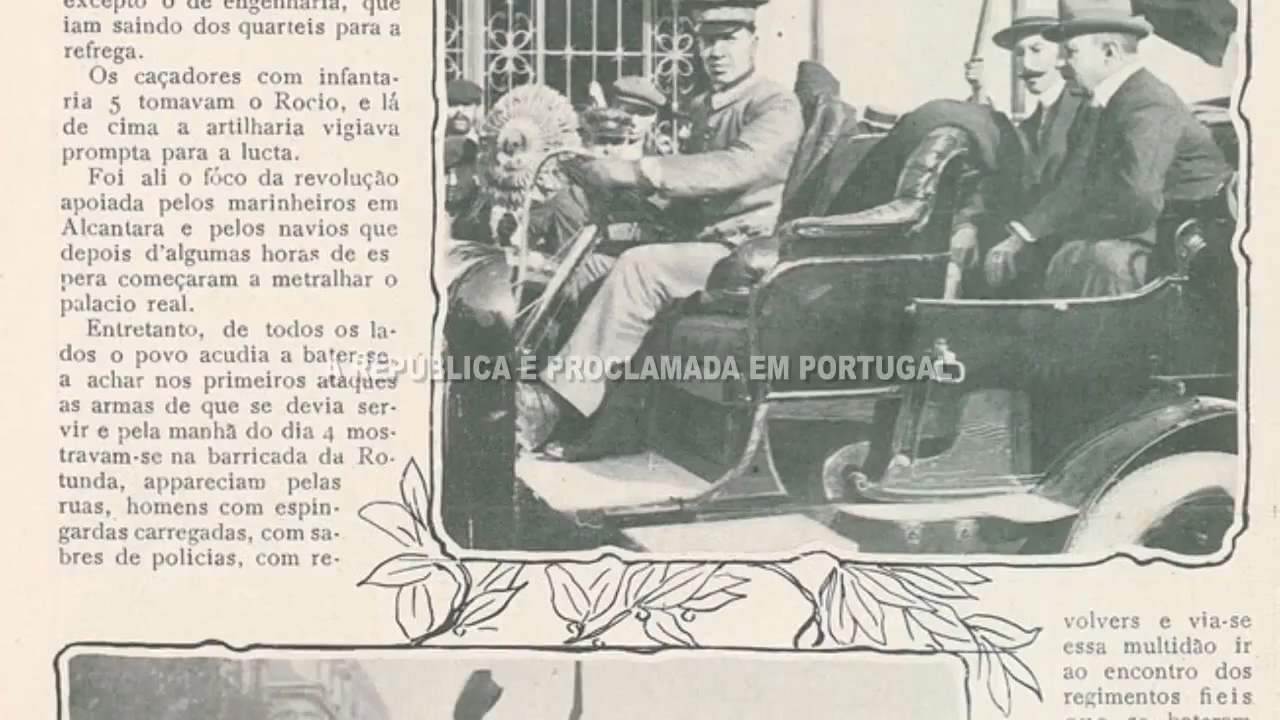 excepto o de engenharia, que
iam saindo dos quarteis para a
refrega.
Os caçadores com infanta-
ria 5 tomavam o Rocio, e lá
de cima a artilharia vigiava
prompta para a lucta.
Foi ali o fóco da revolução
apoiada pelos marinheiros em
Alcantara e pelos navios que
depois d'algumas horas de es
pera começaram a metralhar o
palacio real.
Entretanto, de todos os la-
dos o povo acudia a bater-se,
a achar nos primeiros ataques
as armas de que se devia ser-
vir e pela manhã do dia 4 mos-
travam-se na barricada da Ro-
tunda, appareciam pelas
ruas, homens com espin-
gardas carregadas, com sa-
bres de policias, com re-
A REPÚBLICA É PROCLAMADA EM PORTUGAL
volvers e via-se
essa multidão ir
ao encontro dos
regimentos fieis
que se bateram